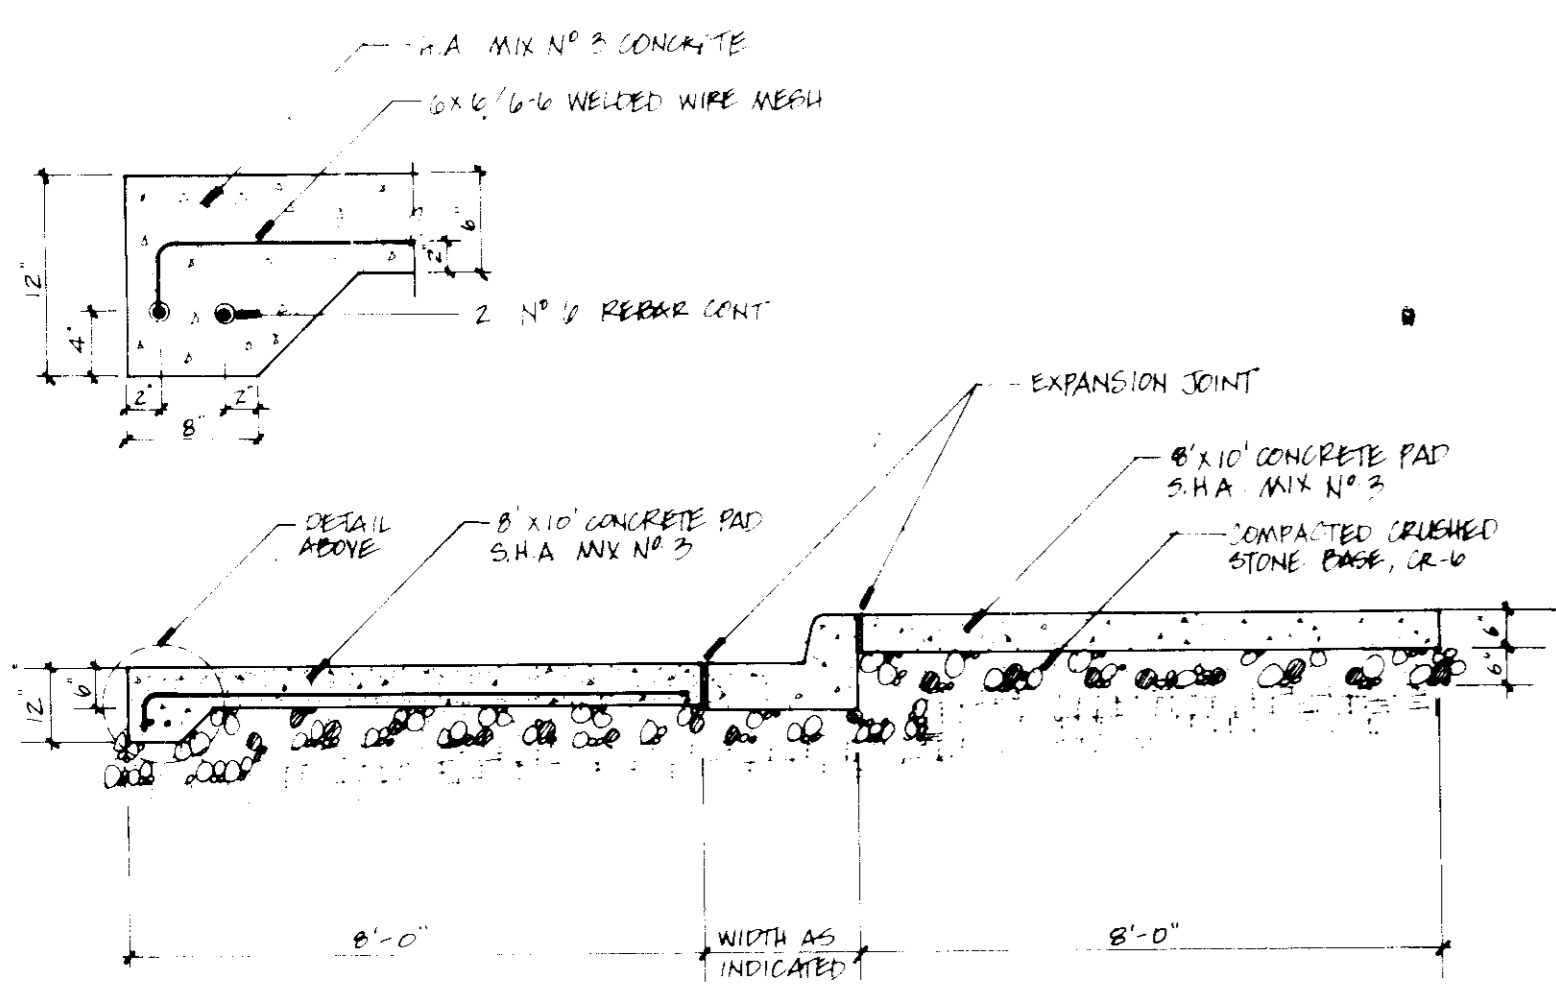 H.A MIX Nº 3 CONCRETE
6X6/6-6 WELDED WIRE MESH
12"
6"
2"
4"
2 Nº 6 REBAR CONT
2"
2"
8"
EXPANSION JOINT
8'X10' CONCRETE PAD
S.H.A. MIX Nº 3
DETAIL
ABOVE
8'X10' CONCRETE PAD
S.H.A MIX Nº 3
COMPACTED CRUSHED
STONE BASE, CR-6
12"
6"
6"
6"
8'-0"
WIDTH AS
INDICATED
8'-0"